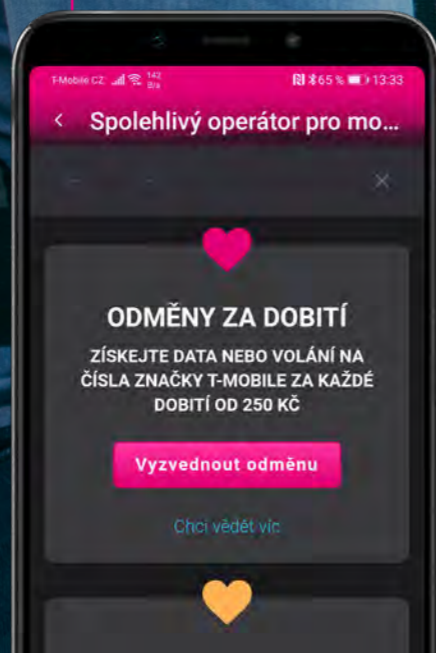 T-Mobile CZ 142 B/s 65 % 13:33
Spolehlivý operátor pro mo...
ODMĚNY ZA DOBITÍ
ZÍSKEJTE DATA NEBO VOLÁNÍ NA
ČÍSLA ZNAČKY T-MOBILE ZA KAŽDÉ
DOBITÍ OD 250 KČ
Vyzvednout odměnu
Chci vědět víc